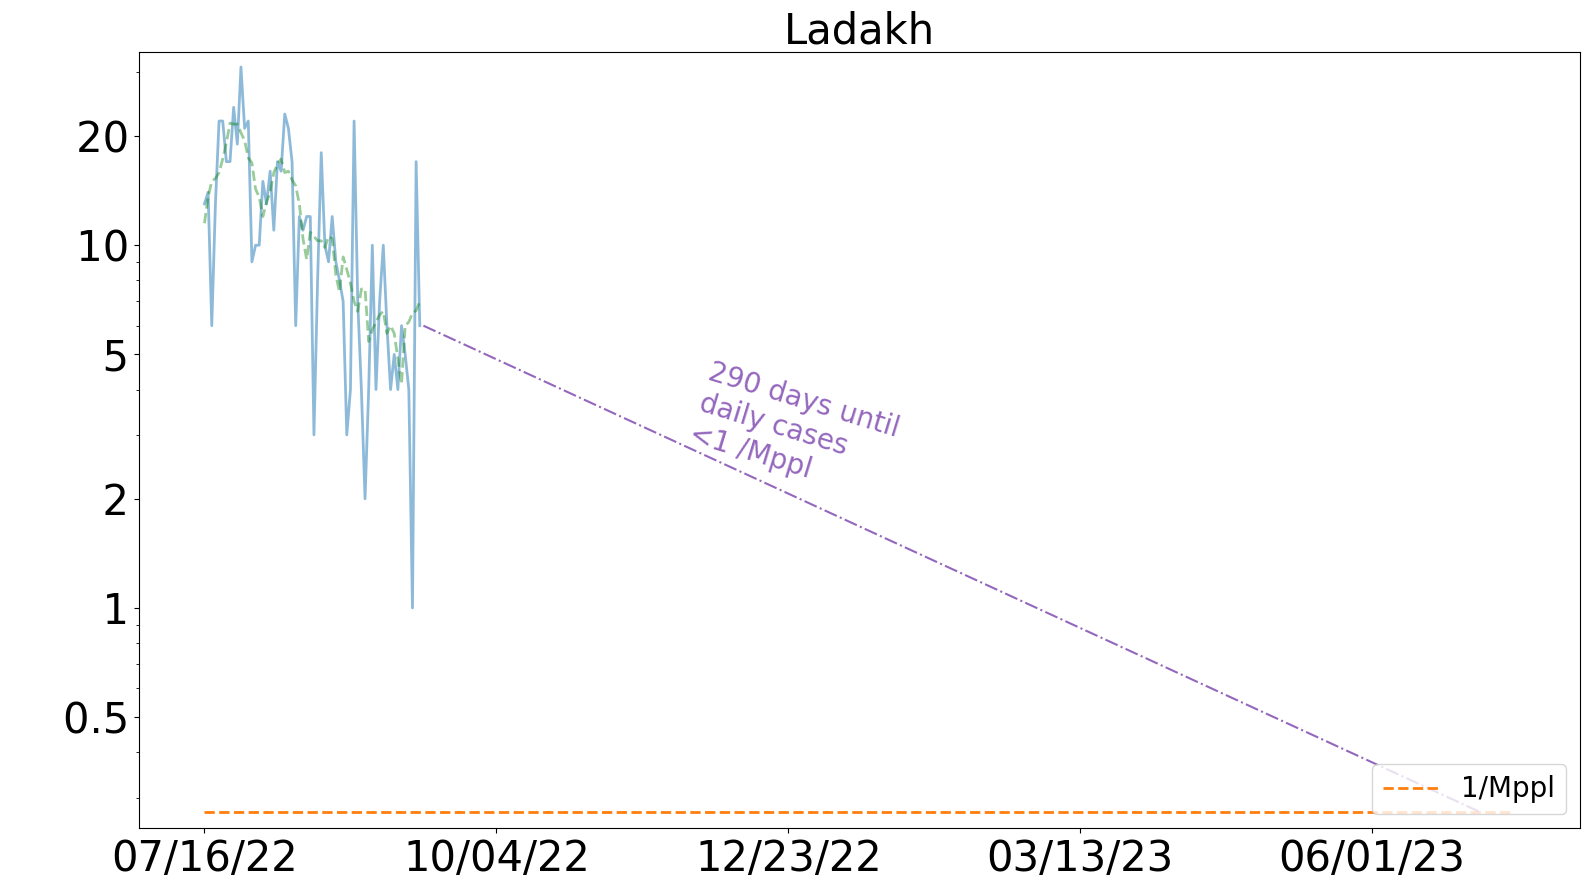 Ladakh
20
10
5
2
1
0.5
290 days until
daily cases
<1 /Mppl
1/Mppl
07/16/22
10/04/22
12/23/22
03/13/23
06/01/23